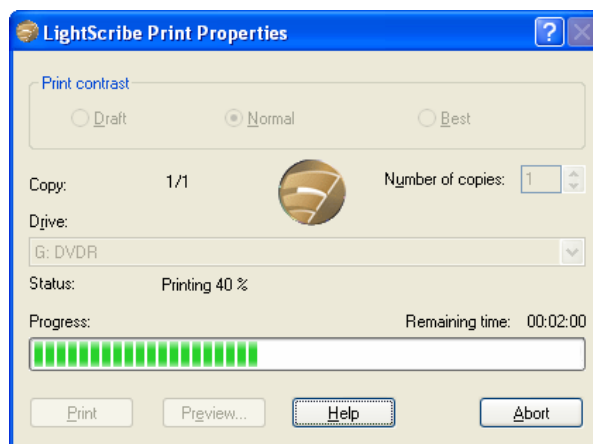 LightScribe Print Properties
?
Print contrast
Draft Normal Best
Copy: 1/1 Number of copies: 1
Drive:
G: DVDR
Status: Printing 40 %
Progress: Remaining time: 00:02:00
Print Preview... Help Abort